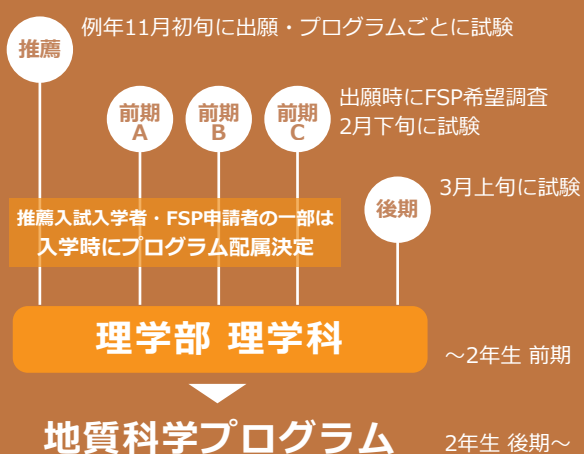 例年11月初旬に出願・プログラムごとに試験
推薦
前期
A
前期
B
前期
C
出願時にFSP希望調査
2月下旬に試験
後期
3月上旬に試験
推薦入試入学者・FSP申請者の一部は
入学時にプログラム配属決定
理学部 理学科
～2年生 前期
地質科学プログラム
2年生 後期～